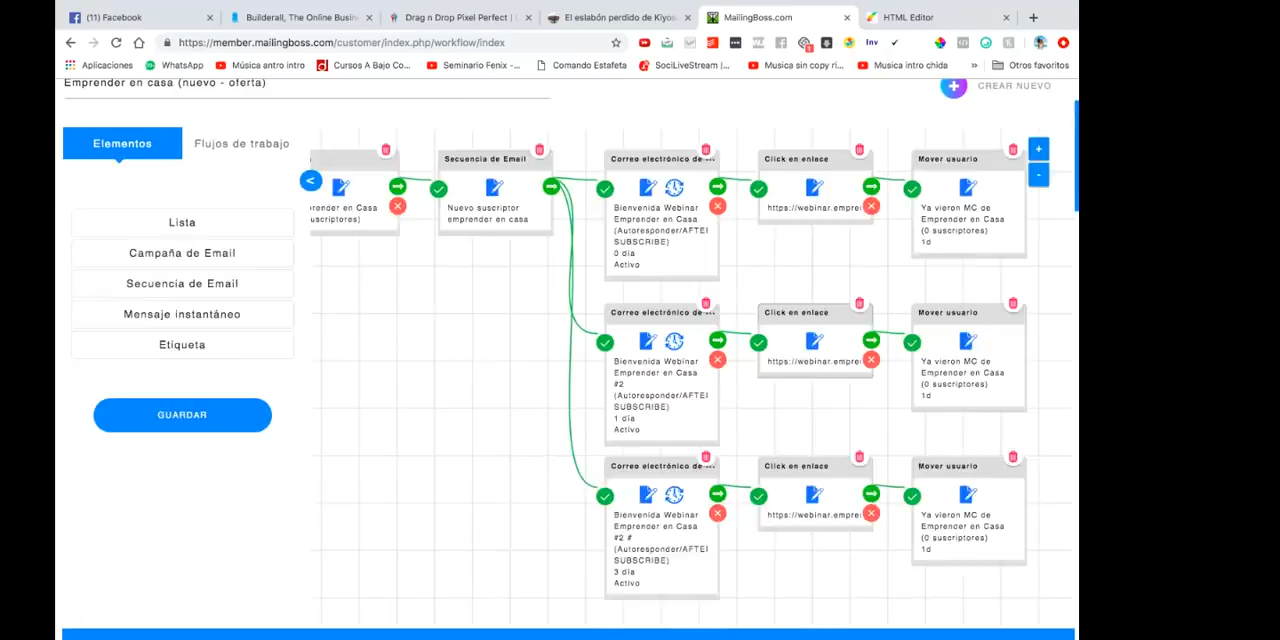 (11) Facebook
Builderall, The Online Busin
Drag n Drop Pixel Perfect |
El eslabón perdido de Kiyos
MailingBoss.com
HTML Editor
https://member.mailingboss.com/customer/index.php/workflow/index
Inv
Aplicaciones
WhatsApp
Música antro intro
Cursos A Bajo Co...
Seminario Fenix -...
Comando Estafeta
SociLiveStream |...
Musica sin copy ri...
Musica intro chida
»
Otros favoritos
Emprender en casa (nuevo - oferta)
CREAR NUEVO
Elementos
Flujos de trabajo
Lista
Campaña de Email
Secuencia de Email
Mensaje instantáneo
Etiqueta
GUARDAR
<
+
-
render en Casa
uscriptores)
Secuencia de Email
Nuevo suscriptor
emprender en casa
Correo electrónico de ...
Bienvenida Webinar
Emprender en Casa
(Autoresponder/AFTEI
SUBSCRIBE)
0 día
Activo
Click en enlace
https://webinar.empre
Mover usuario
Ya vieron MC de
Emprender en Casa
(0 suscriptores)
1d
Correo electrónico de ...
Bienvenida Webinar
Emprender en Casa
#2
(Autoresponder/AFTEI
SUBSCRIBE)
1 día
Activo
Click en enlace
https://webinar.empre
Mover usuario
Ya vieron MC de
Emprender en Casa
(0 suscriptores)
1d
Correo electrónico de ...
Bienvenida Webinar
Emprender en Casa
#2 #
(Autoresponder/AFTEI
SUBSCRIBE)
3 día
Activo
Click en enlace
https://webinar.empre
Mover usuario
Ya vieron MC de
Emprender en Casa
(0 suscriptores)
1d